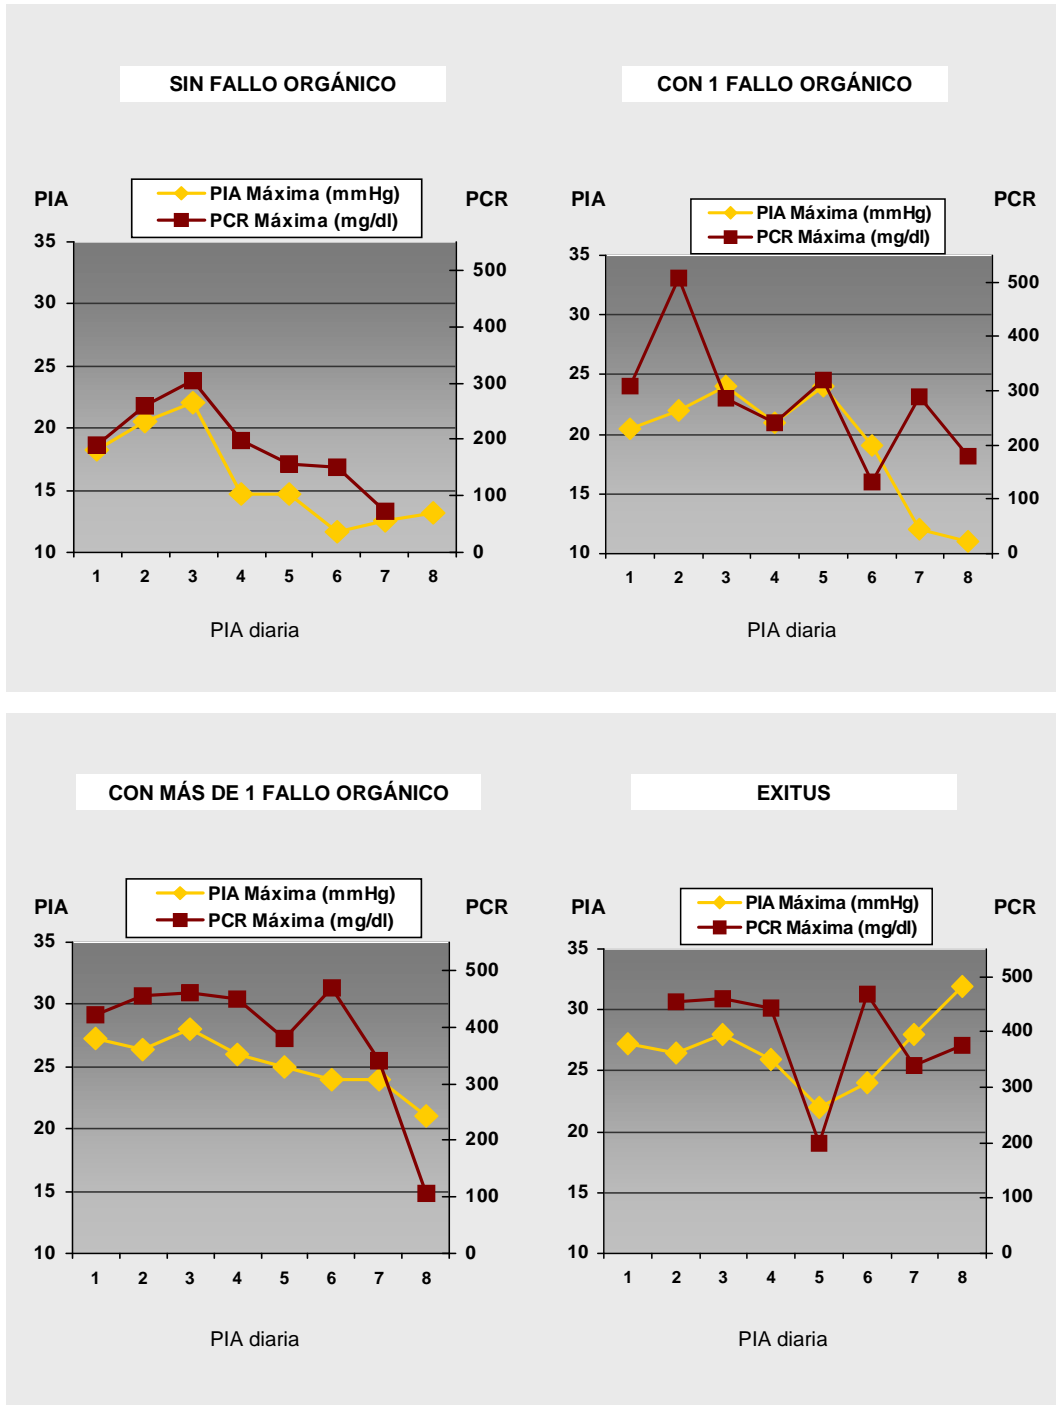 SIN FALLO ORGÁNICO
CON 1 FALLO ORGÁNICO
PIA
PIA Máxima (mmHg)
PCR Máxima (mg/dl)
PCR
35
30
25
20
15
10
500
400
300
200
100
0
1 2 3 4 5 6 7 8
PIA diaria
PIA
PIA Máxima (mmHg)
PCR Máxima (mg/dl)
PCR
35
30
25
20
15
10
500
400
300
200
100
0
1 2 3 4 5 6 7 8
PIA diaria
CON MÁS DE 1 FALLO ORGÁNICO
EXITUS
PIA
PIA Máxima (mmHg)
PCR Máxima (mg/dl)
PCR
35
30
25
20
15
10
500
400
300
200
100
0
1 2 3 4 5 6 7 8
PIA diaria
PIA
PIA Máxima (mmHg)
PCR Máxima (mg/dl)
PCR
35
30
25
20
15
10
500
400
300
200
100
0
1 2 3 4 5 6 7 8
PIA diaria